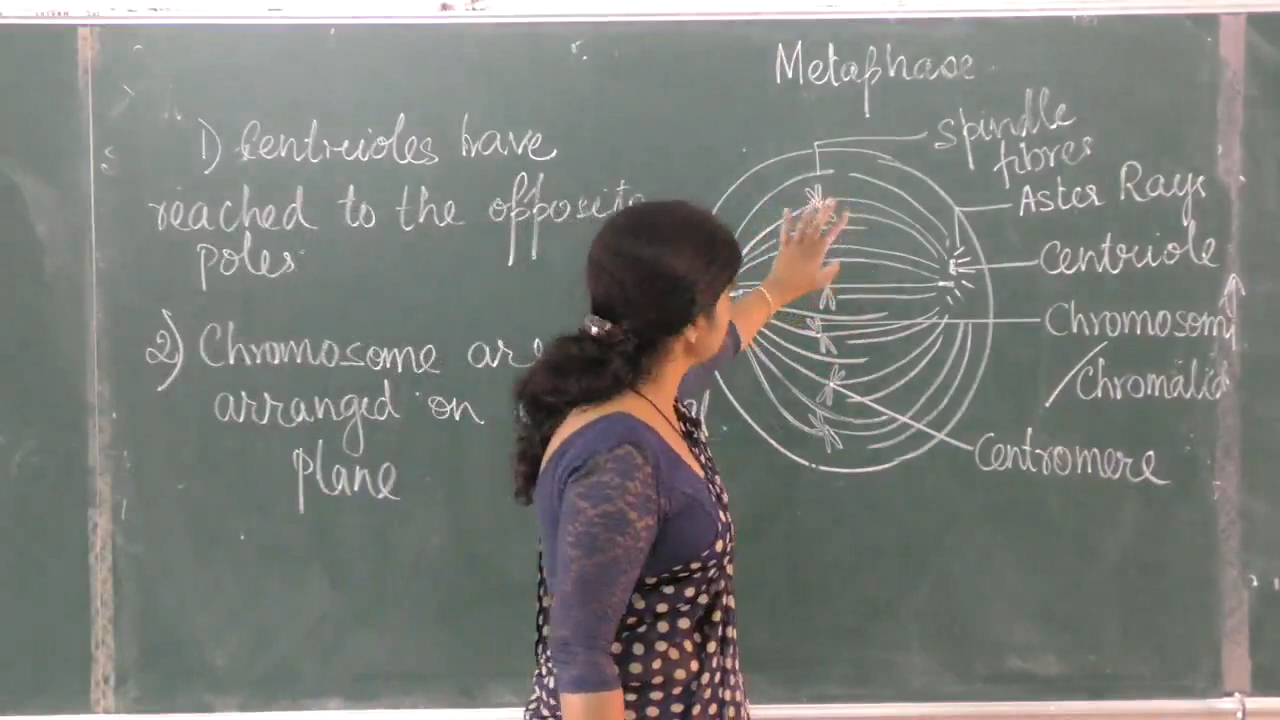 Metaphase
1) Centrioles have
reached to the opposite
poles
2) Chromosome are
arranged on
plane
Spindle
fibres
Aster Rays
Centriole
Chromosom
/ Chromatid
Centromere